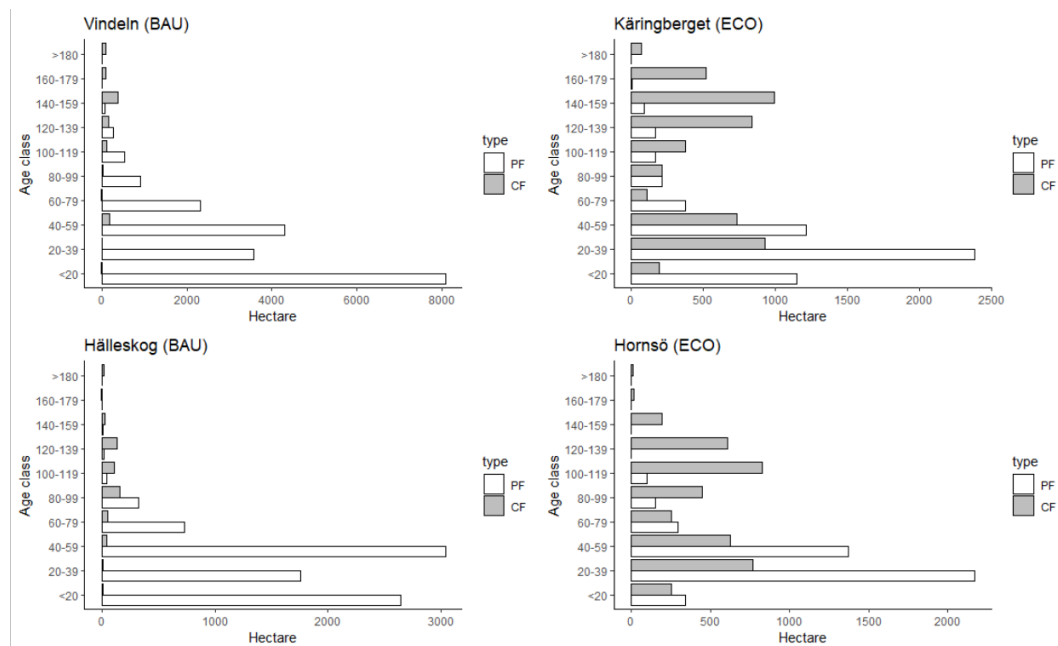 Vindeln (BAU)
Age class
>180
160-179
140-159
120-139
100-119
80-99
60-79
40-59
20-39
<20
0 2000 4000 6000 8000
Hectare
type
PF
CF
Käringberget (ECO)
Age class
>180
160-179
140-159
120-139
100-119
80-99
60-79
40-59
20-39
<20
0 500 1000 1500 2000 2500
Hectare
type
PF
CF
Hälleskog (BAU)
Age class
>180
160-179
140-159
120-139
100-119
80-99
60-79
40-59
20-39
<20
0 1000 2000 3000
Hectare
type
PF
CF
Hornsö (ECO)
Age class
>180
160-179
140-159
120-139
100-119
80-99
60-79
40-59
20-39
<20
0 500 1000 1500 2000
Hectare
type
PF
CF